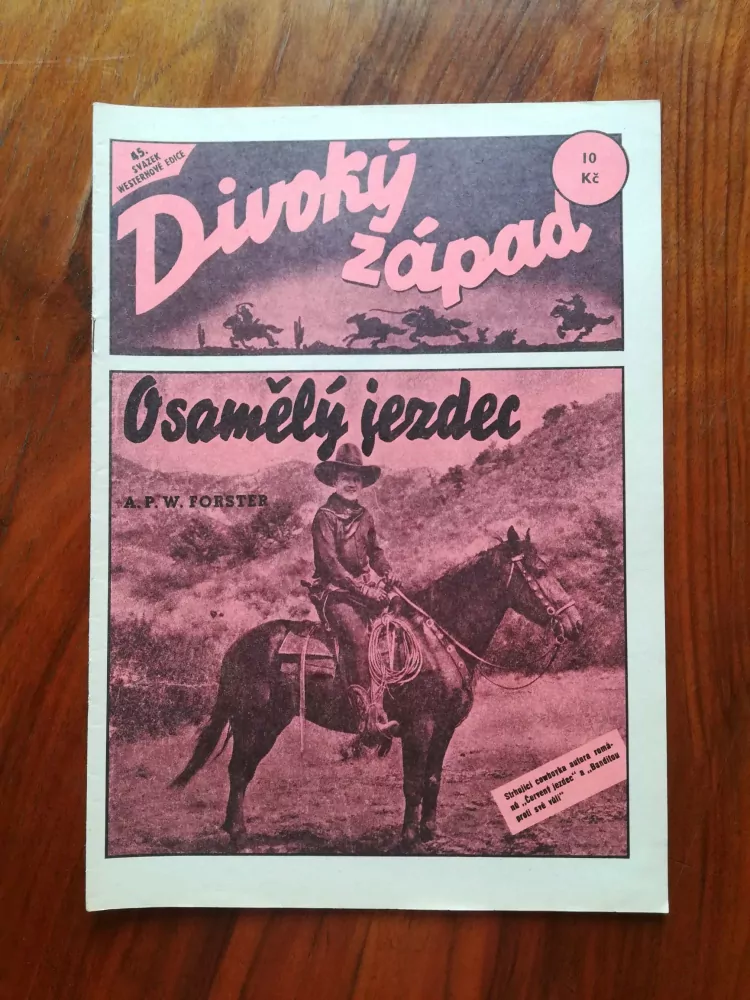 45.
SVAZEK
WESTERNOVÉ EDICE
Divoký
západ
10
Kč
Osamělý jezdec
A. P. W. FORSTER
Strhující cowboyka autora romá-
nů „Červení jezdec" a „Banditou
proti své vůli"